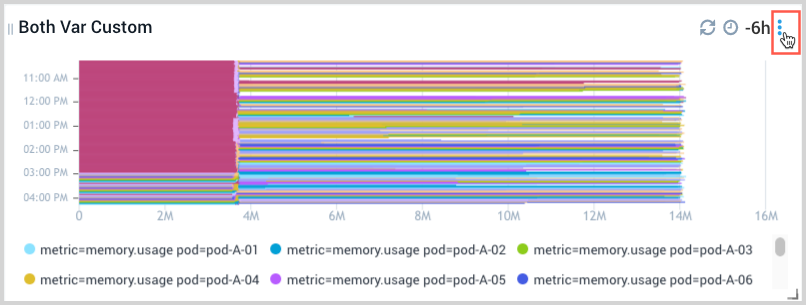 Both Var Custom
-6h
11:00 AM
12:00 PM
01:00 PM
02:00 PM
03:00 PM
04:00 PM
0 2M 4M 6M 8M 10M 12M 14M 16M
metric=memory.usage pod=pod-A-01 metric=memory.usage pod=pod-A-02 metric=memory.usage pod=pod-A-03
metric=memory.usage pod=pod-A-04 metric=memory.usage pod=pod-A-05 metric=memory.usage pod=pod-A-06